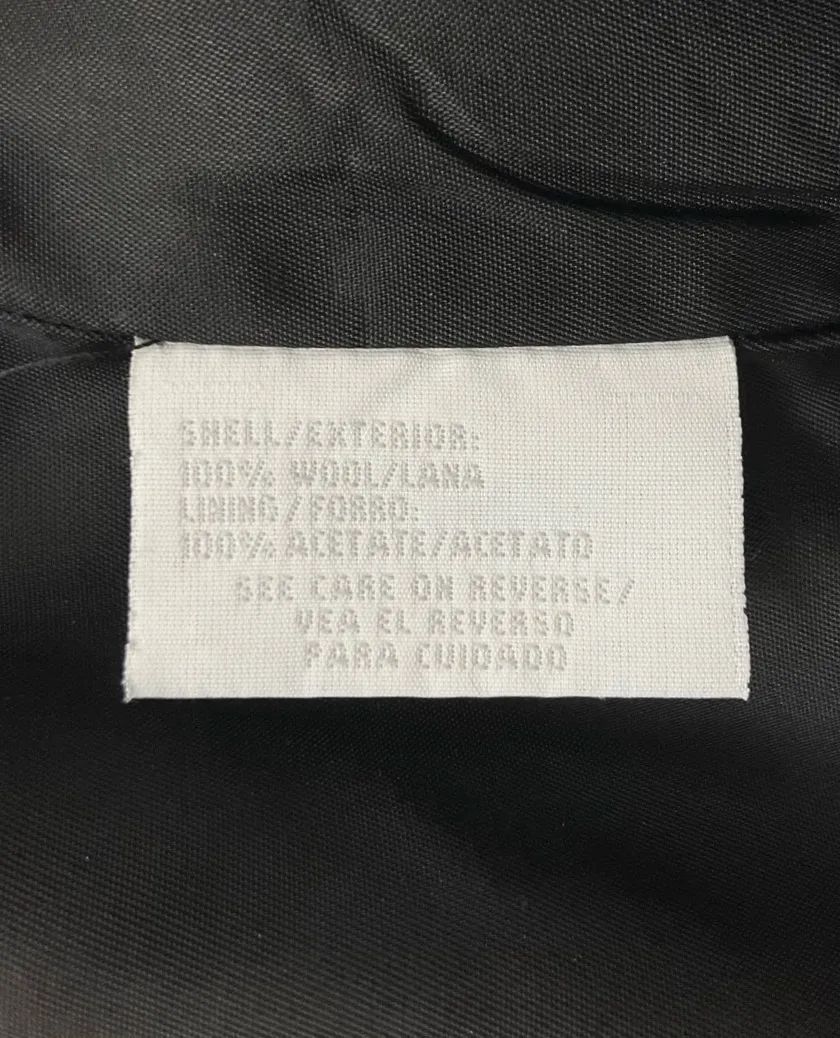 SHELL/EXTERIOR:
100% WOOL/LANA
LINING/FORRO:
100% ACETATE/ACETATO
SEE CARE ON REVERSE/
VEA EL REVERSO
PARA CUIDADO